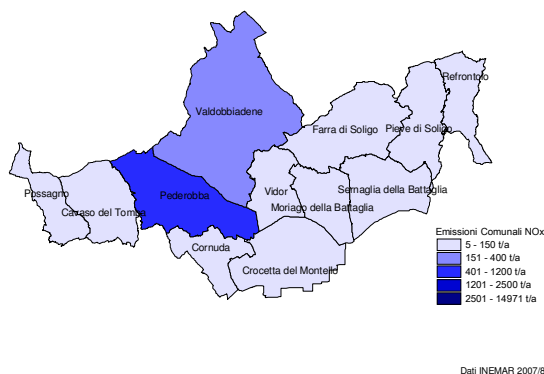 Refrontolo
Valdobbiadene
Farra di Soligo
Pieve di Soligo
Possagno
Cavaso del Tomba
Pederobba
Vidor
Sernaglia della Battaglia
Moriago della Battaglia
Cornuda
Crocetta del Montello
Emissioni Comunali NOx
5 - 150 t/a
151 - 400 t/a
401 - 1200 t/a
1201 - 2500 t/a
2501 - 14971 t/a
Dati INEMAR 2007/8